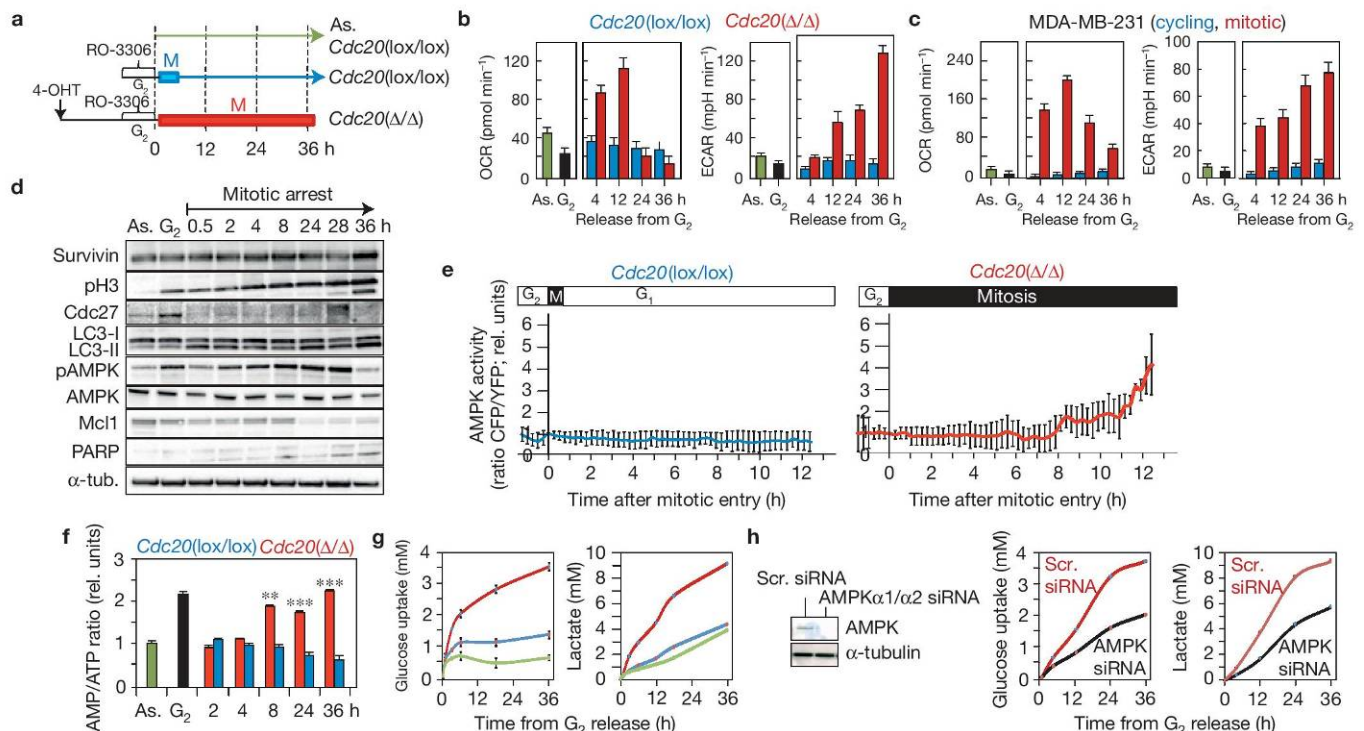 a
As.
Cdc20(lox/lox)
RO-3306
M
G₂
Cdc20(lox/lox)
4-OHT
RO-3306
M
G₂
Cdc20(Δ/Δ)
0 12 24 36 h
b
Cdc20(lox/lox) Cdc20(Δ/Δ)
OCR (pmol min⁻¹)
120
80
40
0
As. G₂ 4 12 24 36 h
Release from G₂
ECAR (mpH min⁻¹)
120
80
40
0
As. G₂ 4 12 24 36 h
Release from G₂
c
MDA-MB-231 (cycling, mitotic)
OCR (pmol min⁻¹)
240
160
80
0
As. G₂ 4 12 24 36 h
Release from G₂
ECAR (mpH min⁻¹)
100
80
60
40
20
0
As. G₂ 4 12 24 36 h
Release from G₂
d
Mitotic arrest
As. G₂ 0.5 2 4 8 24 28 36 h
Survivin
pH3
Cdc27
LC3-I
LC3-II
pAMPK
AMPK
Mcl1
PARP
α-tub.
e
Cdc20(lox/lox)
G₂ M G₁
AMPK activity
(ratio CFP/YFP; rel. units)
6
5
4
3
2
1
0 2 4 6 8 10 12
Time after mitotic entry (h)
Cdc20(Δ/Δ)
G₂ Mitosis
6
5
4
3
2
1
0 2 4 6 8 10 12
Time after mitotic entry (h)
f
Cdc20(lox/lox) Cdc20(Δ/Δ)
AMP/ATP ratio (rel. units)
3
2
1
0
** *** ***
As. G₂ 2 4 8 24 36 h
g
Glucose uptake (mM)
4
3
2
1
0
0 12 24 36
Lactate (mM)
10
8
6
4
2
0
0 12 24 36
Time from G₂ release (h)
h
Scr. siRNA
AMPKα1/α2 siRNA
AMPK
α-tubulin
Glucose uptake (mM)
4
3
2
1
0
Scr.
siRNA
AMPK
siRNA
0 12 24 36
Lactate (mM)
10
8
6
4
2
0
Scr.
siRNA
AMPK
siRNA
0 12 24 36
Time from G₂ release (h)